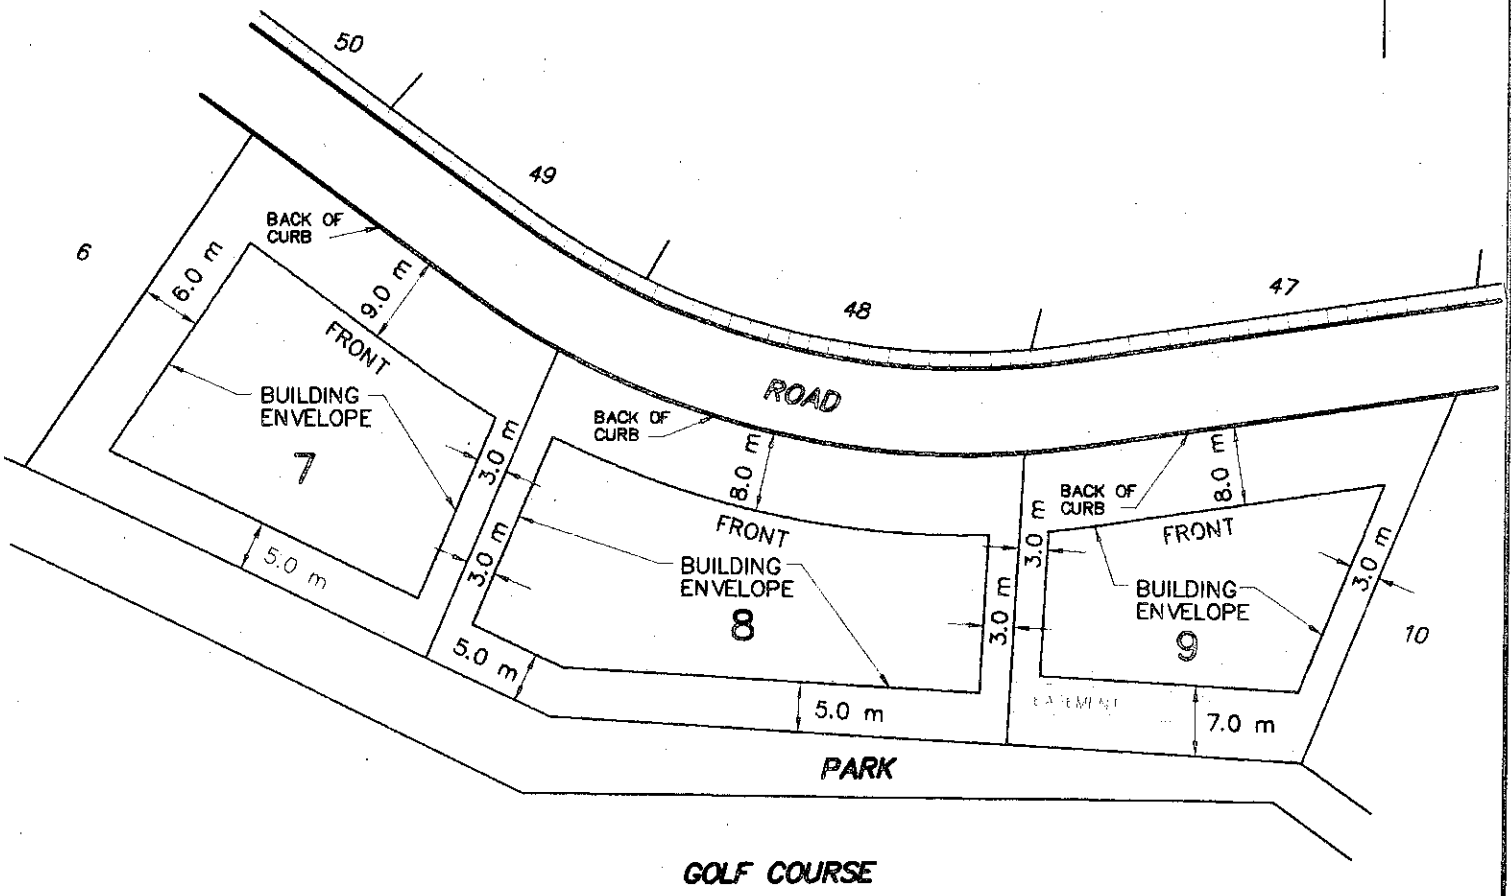 50
49
BACK OF
CURB
6
6.0 m
9.0 m
47
48
FRONT
ROAD
BUILDING
ENVELOPE
7
3.0 m
BACK OF
CURB
8.0 m
8.0 m
BACK OF
CURB
FRONT
FRONT
3.0 m
3.0 m
5.0 m
BUILDING
ENVELOPE
8
3.0 m
BUILDING
ENVELOPE
9
3.0 m
10
5.0 m
5.0 m
EASEMENT
7.0 m
PARK
GOLF COURSE